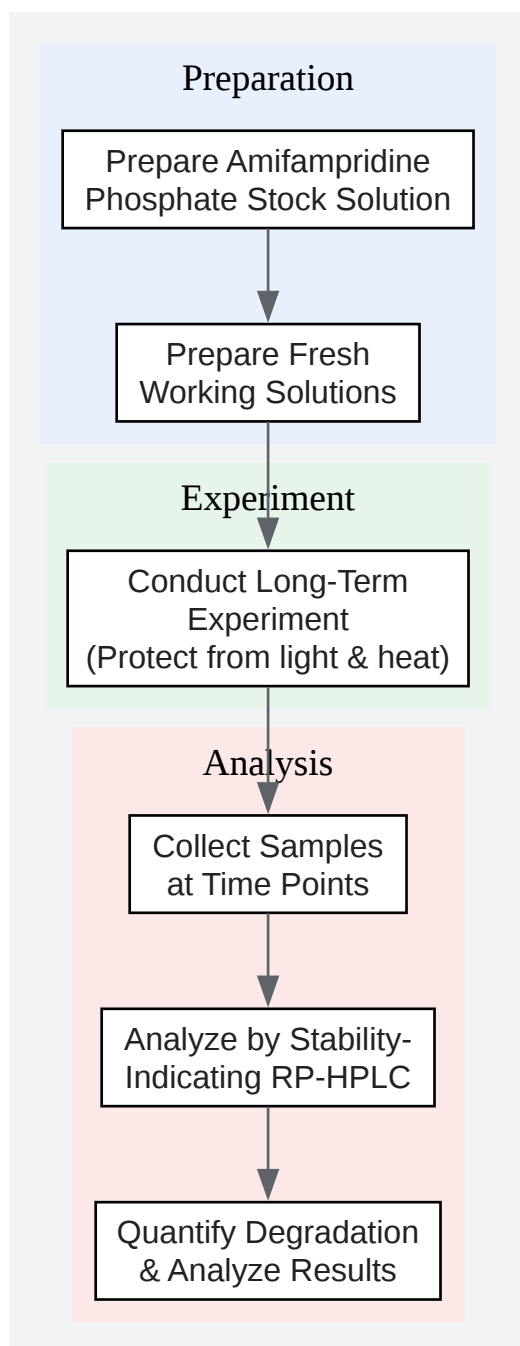 Preparation
Prepare Amifampridine
Phosphate Stock Solution
Prepare Fresh
Working Solutions
Experiment
Conduct Long-Term
Experiment
(Protect from light & heat)
Analysis
Collect Samples
at Time Points
Analyze by Stability-
Indicating RP-HPLC
Quantify Degradation
& Analyze Results